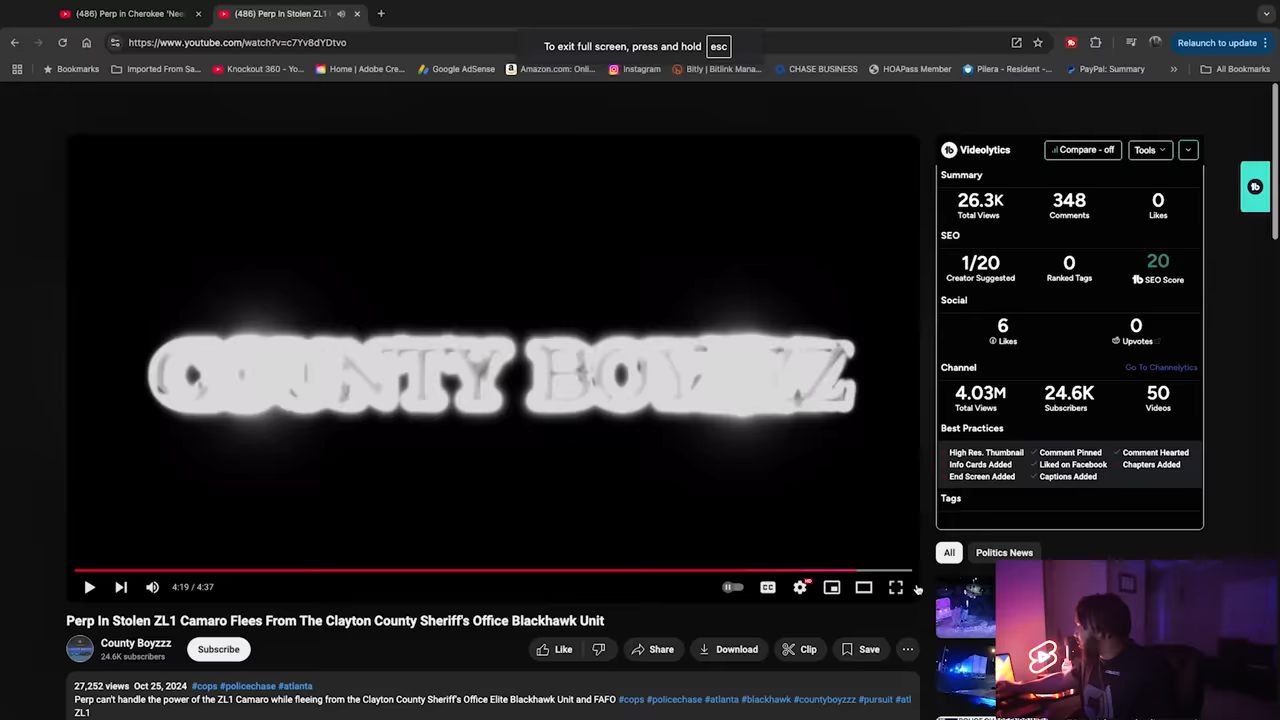 (486) Perp in Cherokee 'Nee
(486) Perp In Stolen ZL1
https://www.youtube.com/watch?v=c7Yv8dYDtvo
To exit full screen, press and hold esc
Relaunch to update
Bookmarks
Imported From Sa...
Knockout 360 - Yo...
Home | Adobe Cre...
Google AdSense
Amazon.com: Onli...
Instagram
Bitly | Bitlink Mana...
CHASE BUSINESS
HOAPass Member
Pilera - Resident -...
PayPal: Summary
All Bookmarks
COUNTY BOYZZZ
Videolytics
Compare - off
Tools
Summary
26.3K 348 0
Total Views Comments Likes
SEO
1/20 0 20
Creator Suggested Ranked Tags SEO Score
Social
6 0
Likes Upvotes
Channel Go To Channelytics
4.03M 24.6K 50
Total Views Subscribers Videos
Best Practices
High Res. Thumbnail Comment Pinned Comment Hearted
Info Cards Added Liked on Facebook Chapters Added
End Screen Added Captions Added
Tags
All Politics News
4:19 / 4:37
CC
HD
Perp In Stolen ZL1 Camaro Flees From The Clayton County Sheriff's Office Blackhawk Unit
County Boyzzz
24.6K subscribers
Subscribe
Like
Share
Download
Clip
Save
27,252 views Oct 25, 2024 #cops #policechase #atlanta
Perp can't handle the power of the ZL1 Camaro while fleeing from the Clayton County Sheriff's Office Elite Blackhawk Unit and FAFO #cops #policechase #atlanta #blackhawk #countyboyzzz #pursuit #atl
ZL1